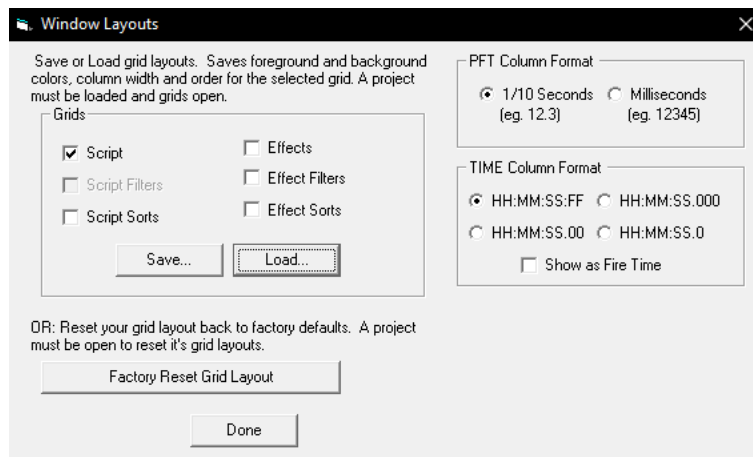 Window Layouts
Save or Load grid layouts.  Saves foreground and background
colors, column width and order for the selected grid. A project
must be loaded and grids open.
Grids
Script
Effects
Script Filters
Effect Filters
Script Sorts
Effect Sorts
Save...
Load...
OR: Reset your grid layout back to factory defaults.  A project
must be open to reset it's grid layouts.
Factory Reset Grid Layout
Done
PFT Column Format
1/10 Seconds
(eg. 12.3)
Milliseconds
(eg. 12345)
TIME Column Format
HH:MM:SS:FF
HH:MM:SS.000
HH:MM:SS.00
HH:MM:SS.0
Show as Fire Time